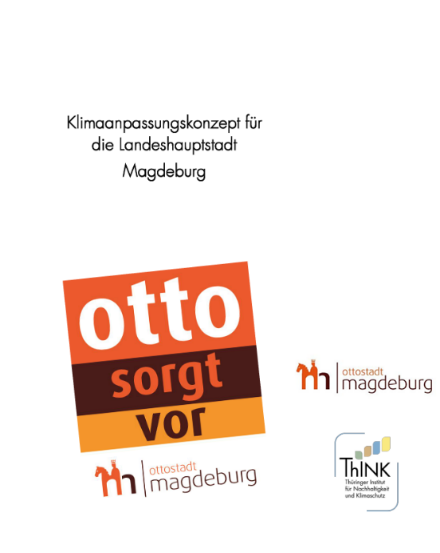 Klimaanpassungskonzept für
die Landeshauptstadt
Magdeburg
otto
sorgt
vor
ottostadt
magdeburg
ottostadt
magdeburg
ThINK
Thüringer Institut
für Nachhaltigkeit
und Klimaschutz